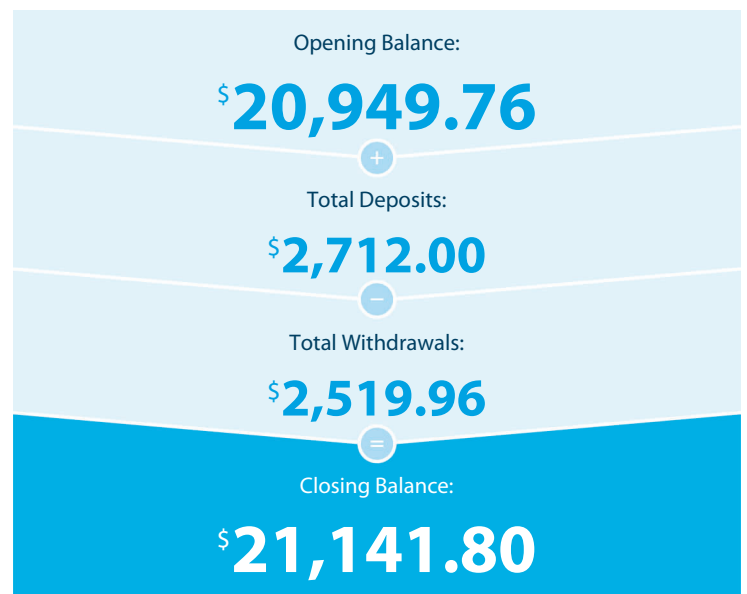 Opening Balance:
$20,949.76
+
Total Deposits:
$2,712.00
−
Total Withdrawals:
$2,519.96
=
Closing Balance:
$21,141.80